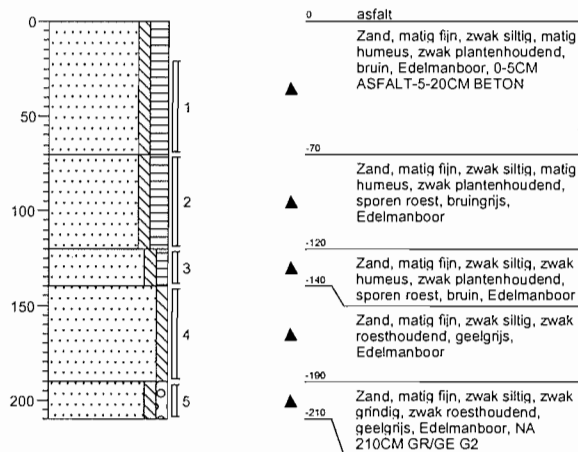 0
50
100
150
200
1
2
3
4
5
0 asfalt
Zand, matig fijn, zwak siltig, matig
humeus, zwak plantenhoudend,
bruin, Edelmanboor, 0-5CM
ASFALT-5-20CM BETON
-70
Zand, matig fijn, zwak siltig, matig
humeus, zwak plantenhoudend,
sporen roest, bruingrijs,
Edelmanboor
-120
Zand, matig fijn, zwak siltig, zwak
humeus, zwak plantenhoudend,
sporen roest, bruin, Edelmanboor
-140
Zand, matig fijn, zwak siltig, zwak
roesthoudend, geelgrijs,
Edelmanboor
-190
Zand, matig fijn, zwak siltig, zwak
grindig, zwak roesthoudend,
geelgrijs, Edelmanboor, NA
210CM GR/GE G2
-210